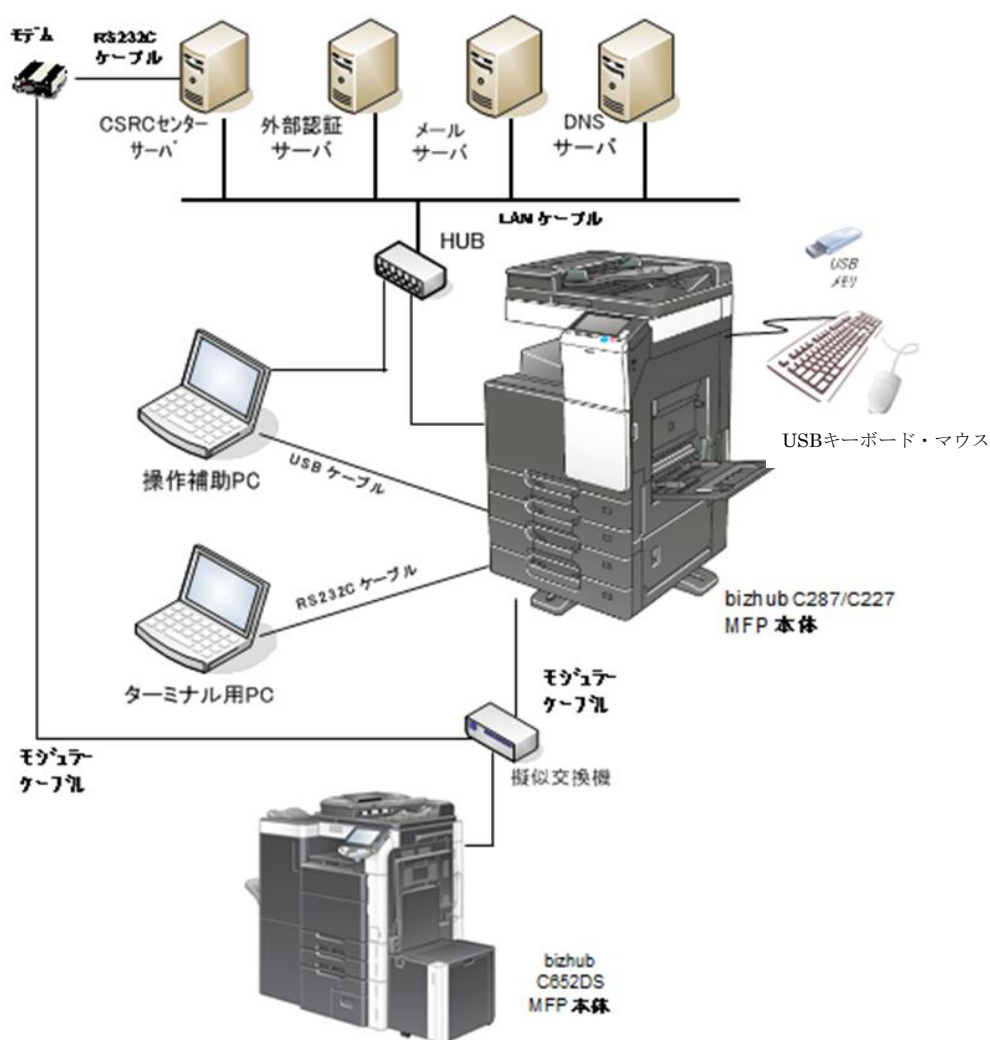 モデム
RS232C
ケーブル
CSRCセンター
サーバ
外部認証
サーバ
メール
サーバ
DNS
サーバ
LAN ケーブル
HUB
USB
メモリ
USBキーボード・マウス
操作補助PC
USB ケーブル
RS232C ケーブル
ターミナル用PC
bizhub C287/C227
MFP 本体
モジュラー
ケーブル
モジュラー
ケーブル
擬似交換機
bizhub
C652DS
MFP 本体